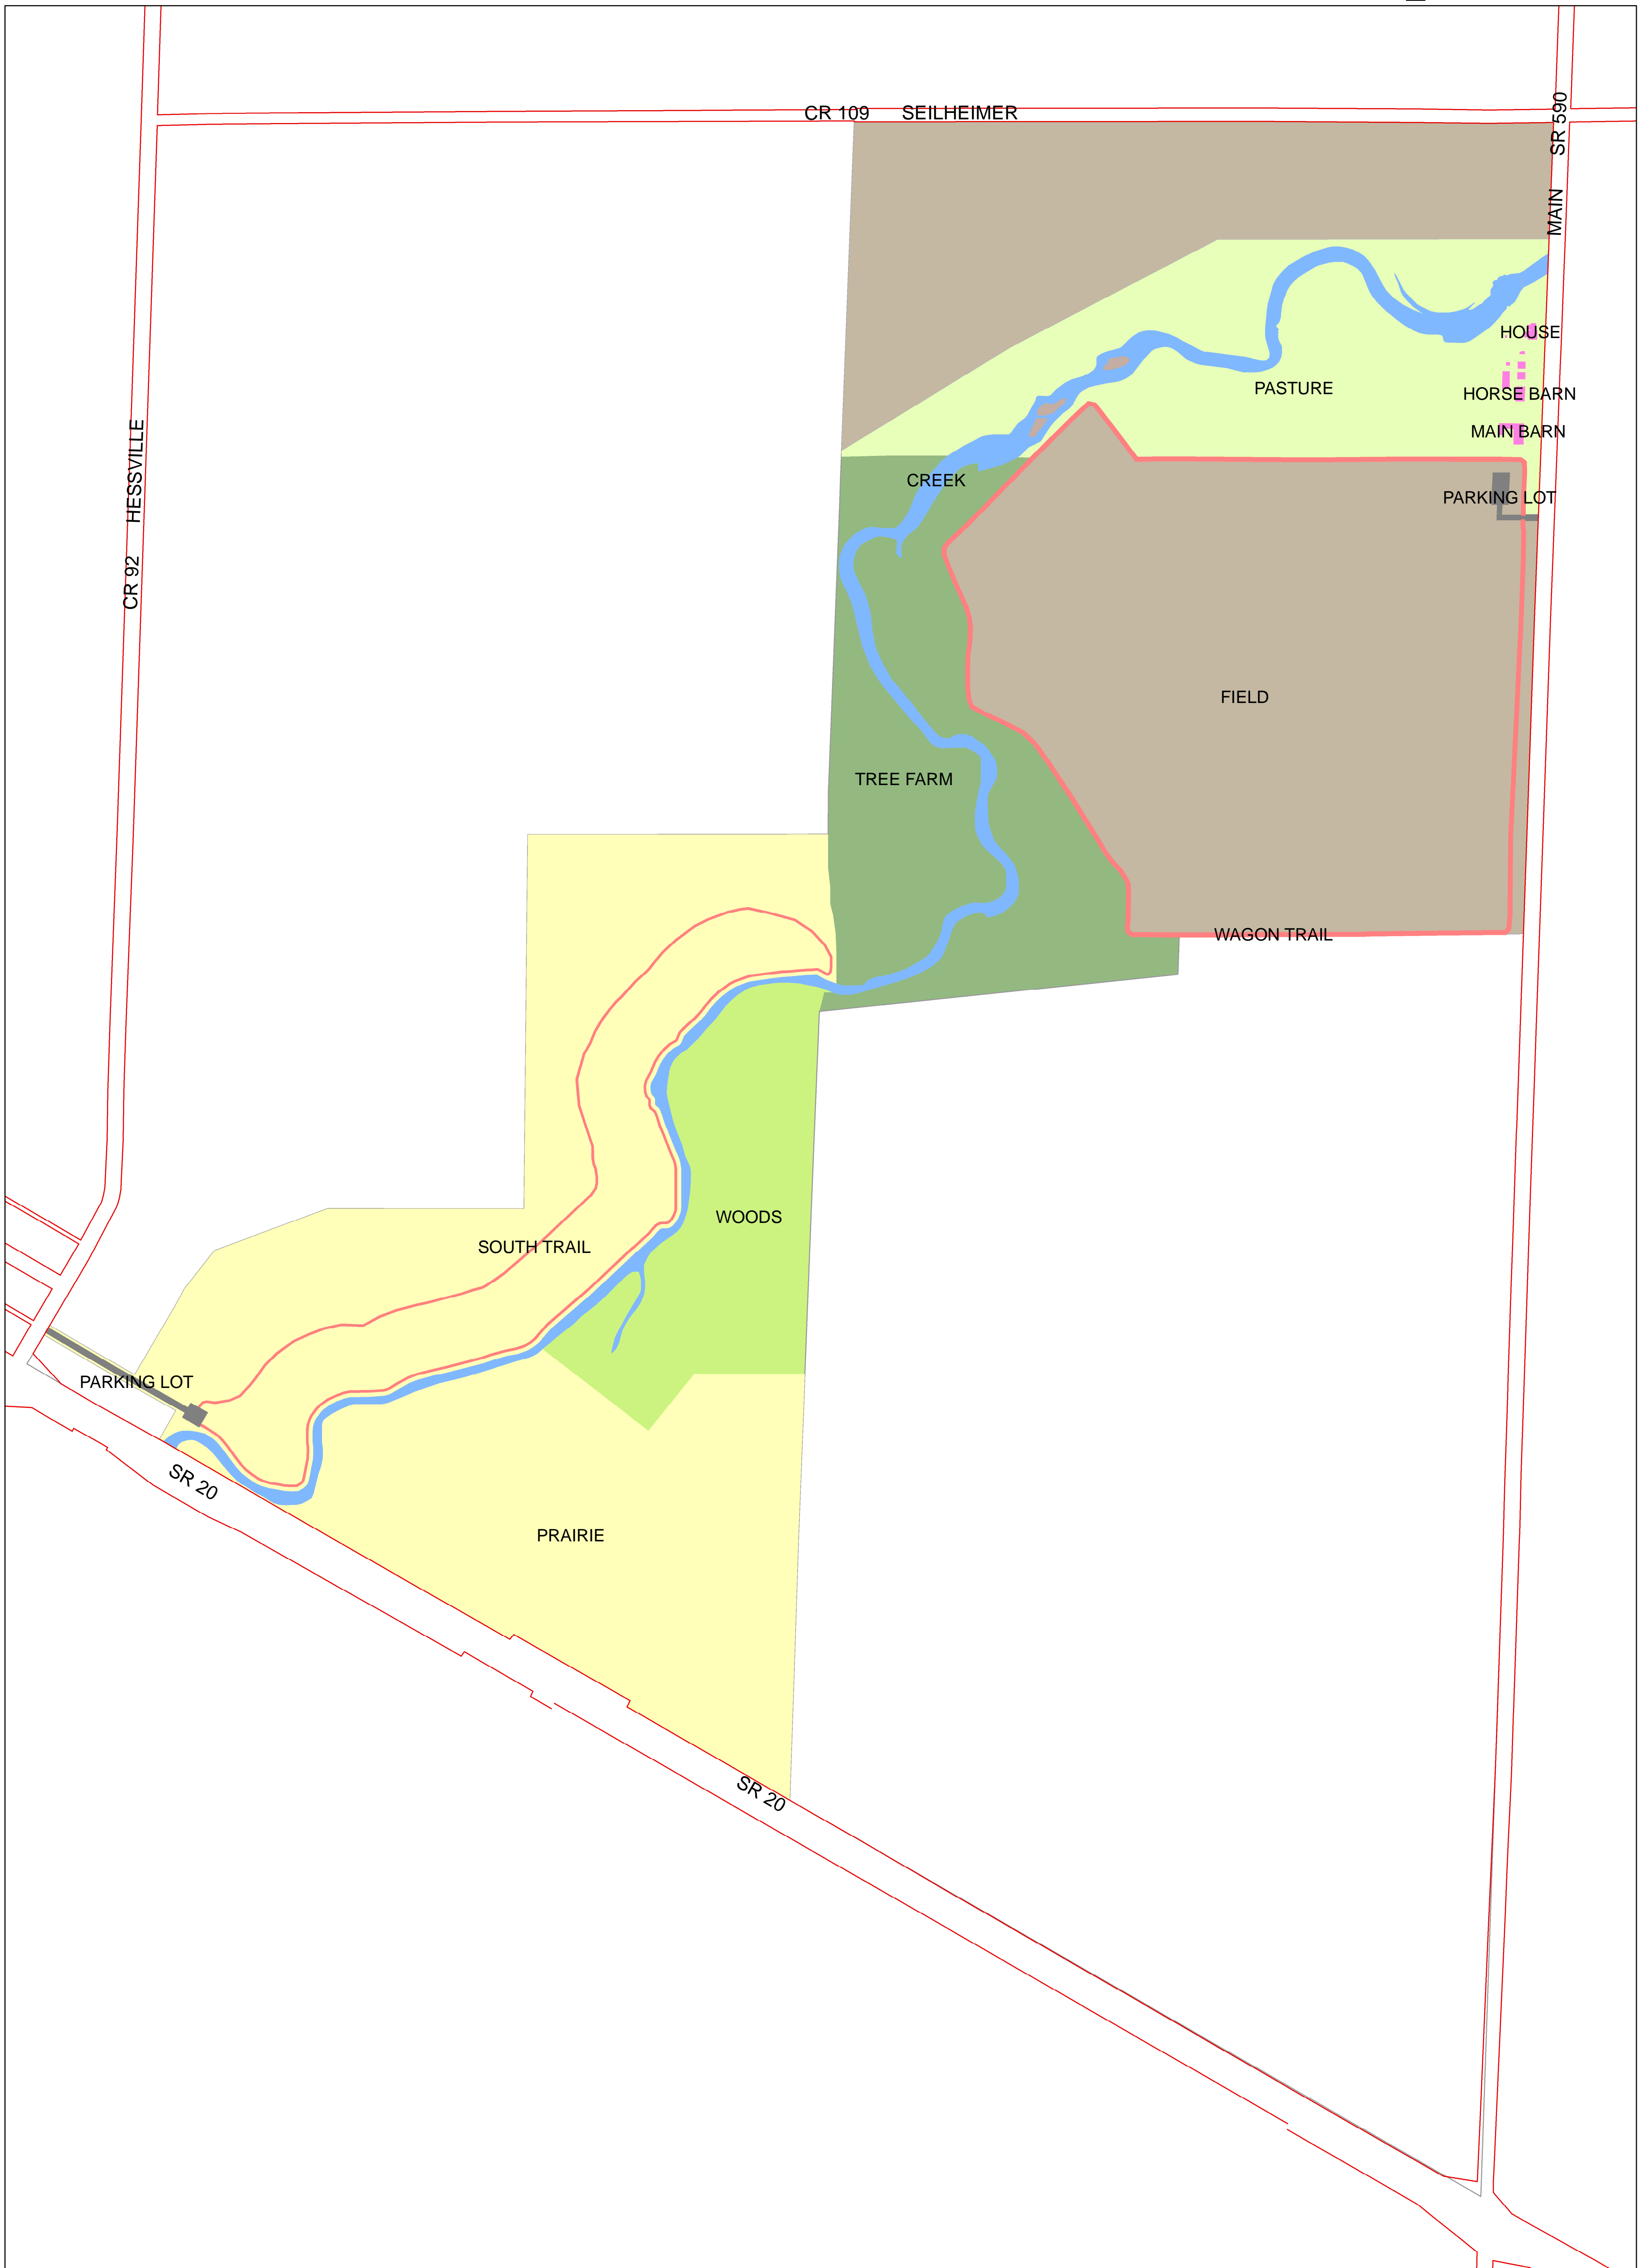 CR 109 SEILHEIMER
SR 590
MAIN
HOUSE
PASTURE
HORSE BARN
MAIN BARN
HESSVILLE
CREEK
PARKING LOT
CR 92
FIELD
TREE FARM
WAGON TRAIL
WOODS
SOUTH TRAIL
PARKING LOT
SR 20
PRAIRIE
SR 20